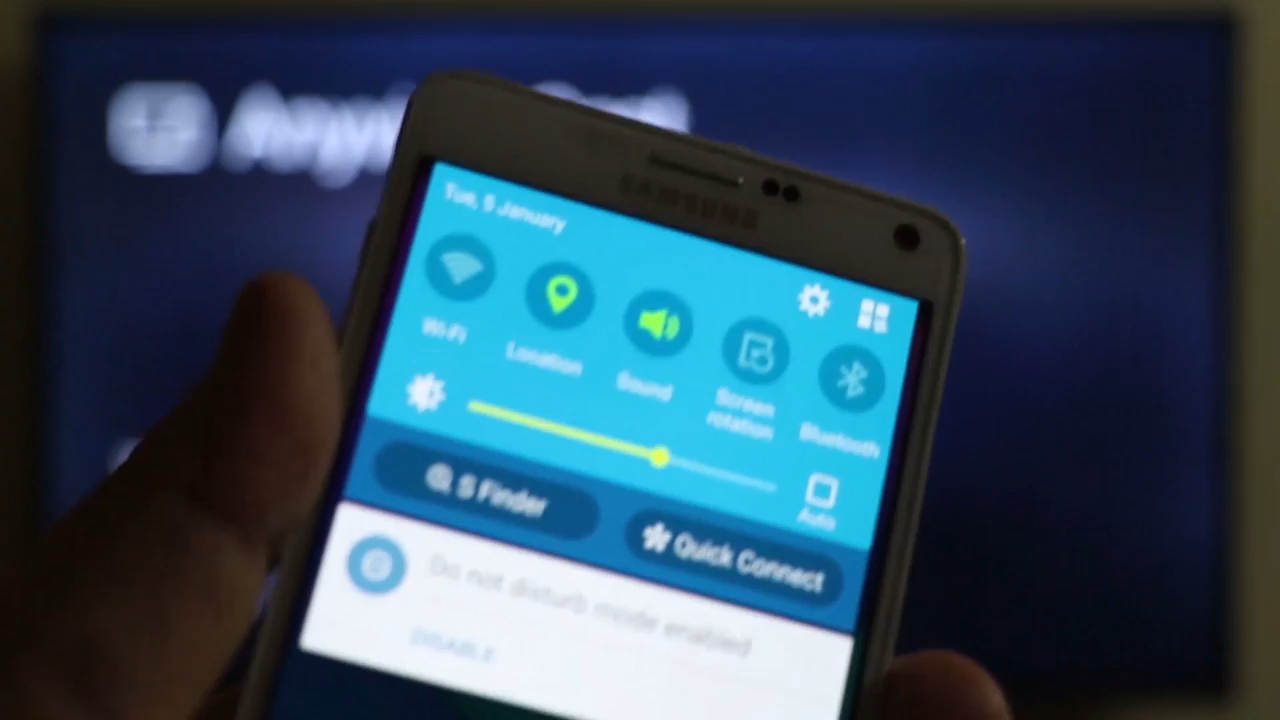 SAMSUNG
Tue, 5 January
Wi-Fi
Location
Sound
Screen
rotation
Bluetooth
Auto
S Finder
Quick Connect
Do not disturb mode enabled
DISABLE